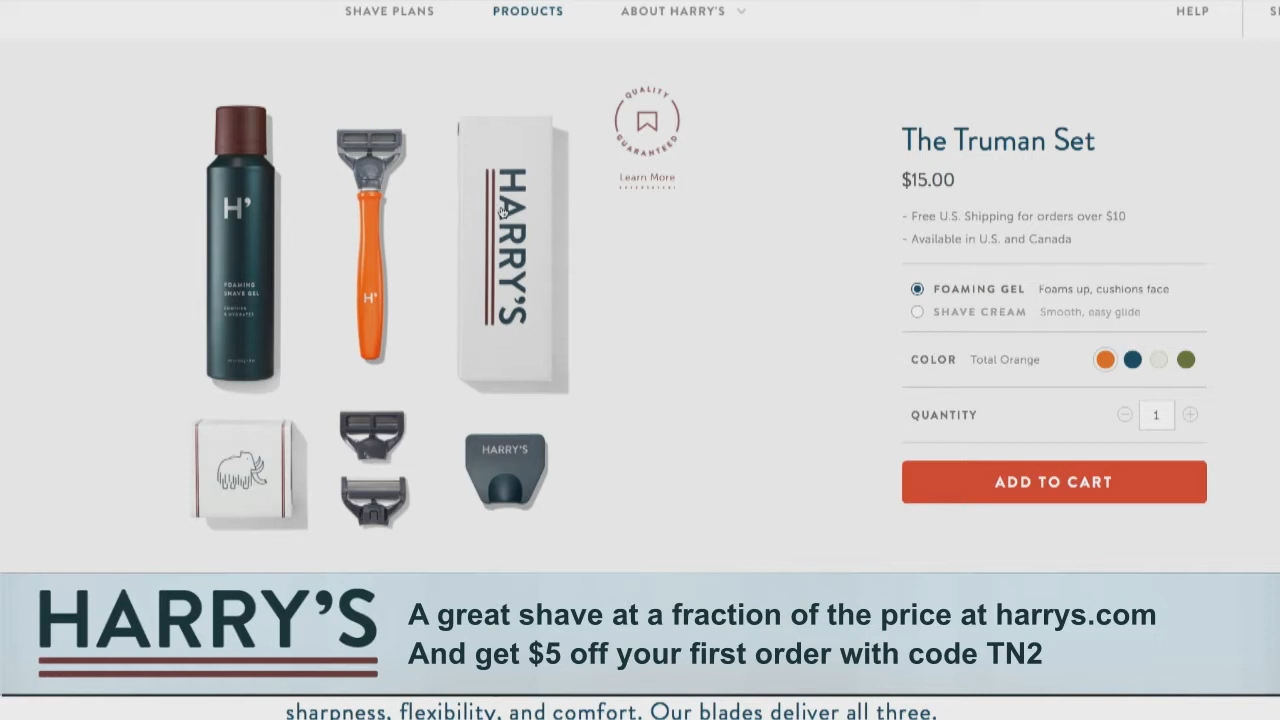 SHAVE PLANS
PRODUCTS
ABOUT HARRY'S
HELP
QUALITY
GUARANTEED
Learn More
H'
FOAMING
SHAVE GEL
H'
HARRY'S
HARRY'S
The Truman Set
$15.00
- Free U.S. Shipping for orders over $10
- Available in U.S. and Canada
FOAMING GEL Foams up, cushions face
SHAVE CREAM Smooth, easy glide
COLOR Total Orange
QUANTITY 1
ADD TO CART
HARRY'S
A great shave at a fraction of the price at harrys.com
And get $5 off your first order with code TN2
sharpness, flexibility, and comfort. Our blades deliver all three.